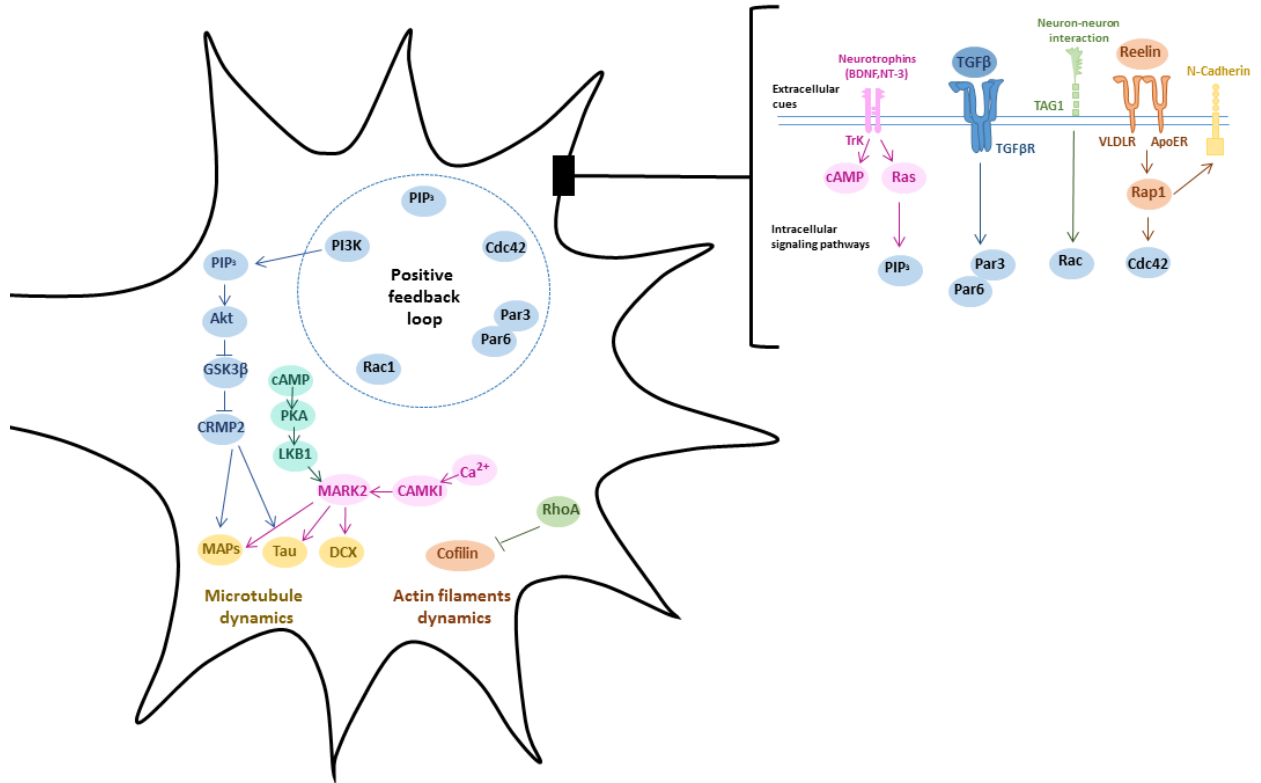 Neuron-neuron
interaction
Neurotrophins
(BDNF,NT-3)
TGFβ
Reelin
N-Cadherin
Extracellular
cues
TAG1
TrK
TGFβR
VLDLR
ApoER
cAMP
Ras
Rap1
Intracellular
signaling pathways
PIP₃
Par3
Par6
Rac
Cdc42
PIP₃
PI3K
Cdc42
PIP₃
Positive
feedback
loop
Akt
Par3
Par6
GSK3β
Rac1
cAMP
PKA
CRMP2
LKB1
MARK2
CAMKI
Ca²⁺
RhoA
MAPs
Tau
DCX
Cofilin
Microtubule
dynamics
Actin filaments
dynamics